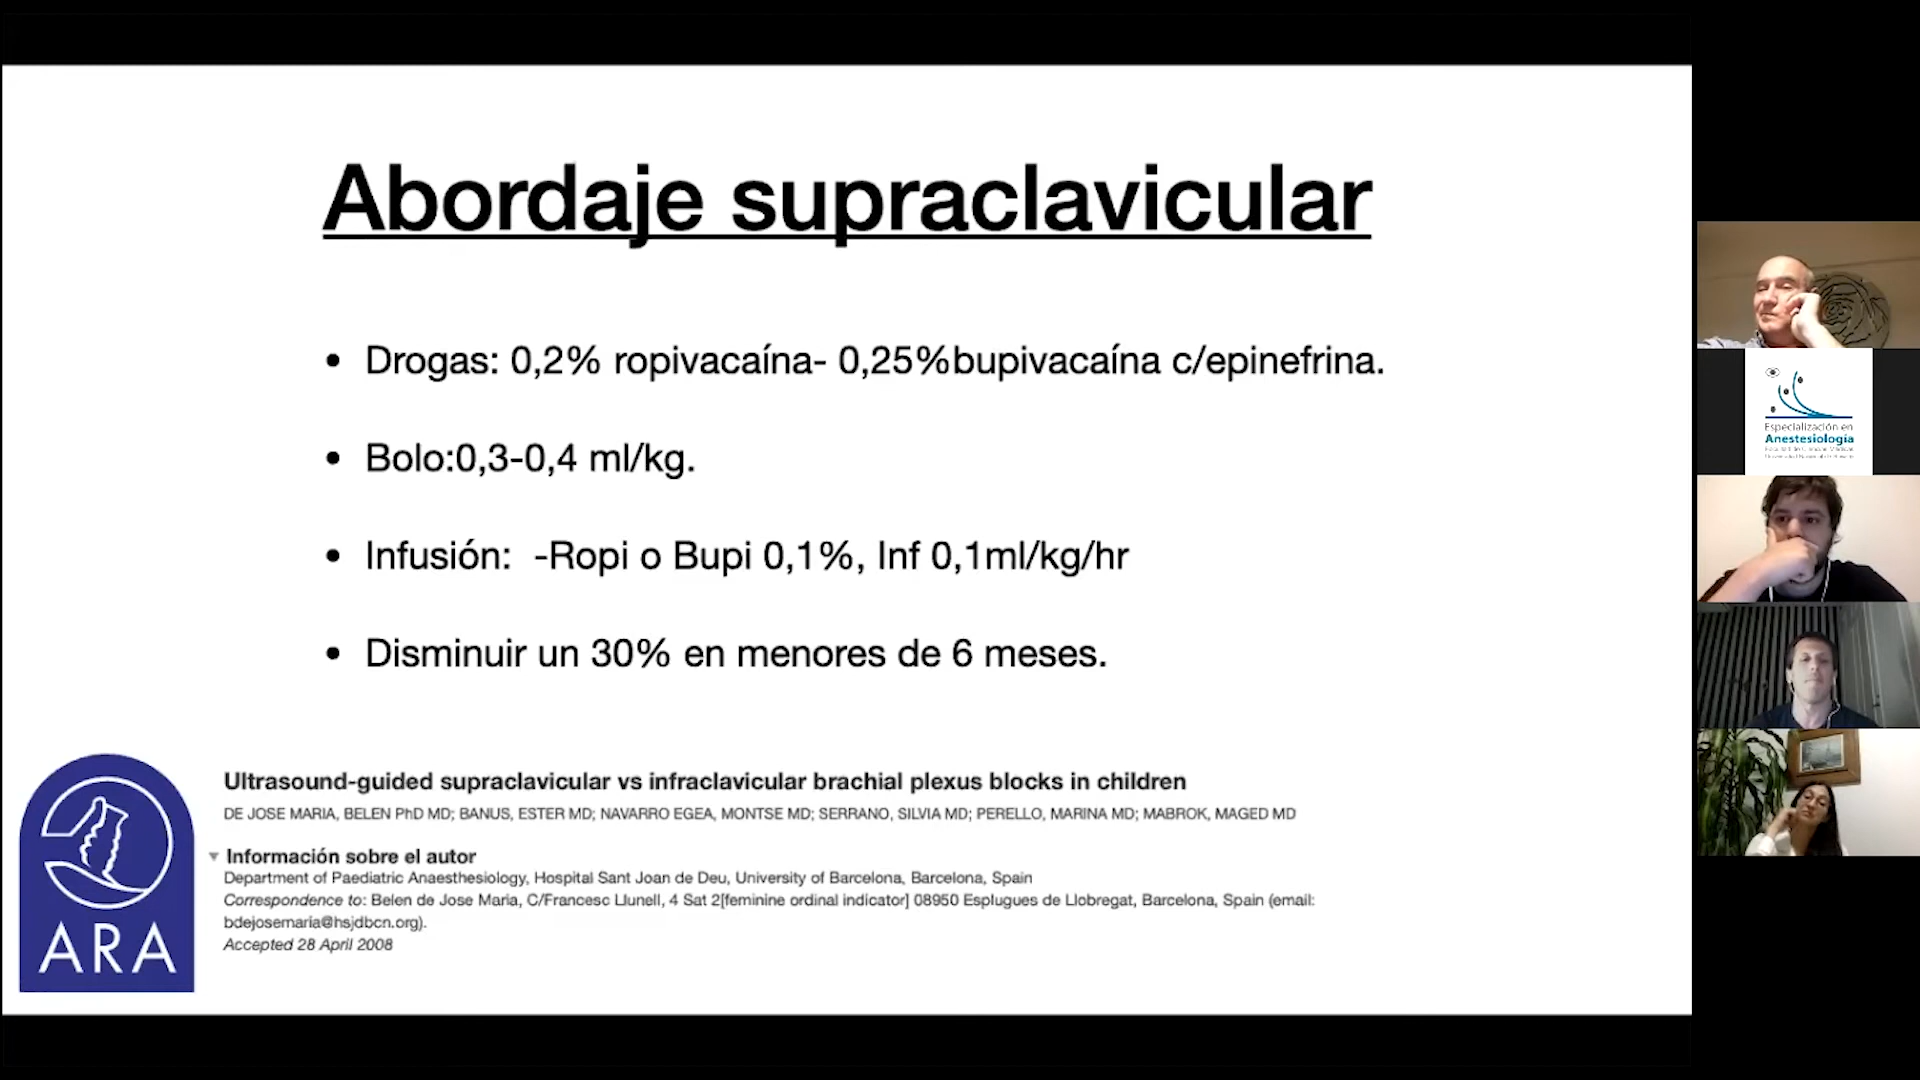 Abordaje supraclavicular
• Drogas: 0,2% ropivacaína- 0,25%bupivacaína c/epinefrina.
• Bolo:0,3-0,4 ml/kg.
• Infusión:  -Ropi o Bupi 0,1%, Inf 0,1ml/kg/hr
• Disminuir un 30% en menores de 6 meses.
Ultrasound-guided supraclavicular vs infraclavicular brachial plexus blocks in children
DE JOSE MARIA, BELEN PhD MD; BANUS, ESTER MD; NAVARRO EGEA, MONTSE MD; SERRANO, SILVIA MD; PERELLO, MARINA MD; MABROK, MAGED MD
Información sobre el autor
Department of Paediatric Anaesthesiology, Hospital Sant Joan de Deu, University of Barcelona, Barcelona, Spain
Correspondence to: Belen de Jose Maria, C/Francesc Llunell, 4 Sat 2[feminine ordinal indicator] 08950 Esplugues de Llobregat, Barcelona, Spain (email:
bdejosemaria@hsjdbcn.org).
Accepted 28 April 2008
ARA
Especialización en
Anestesiología